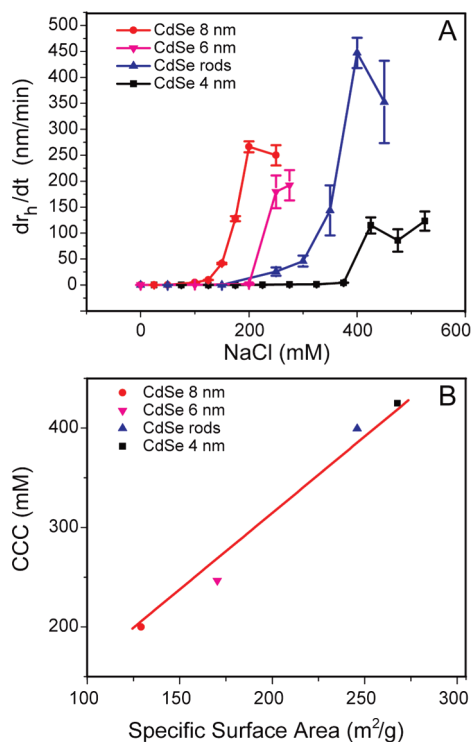 A
CdSe 8 nm
CdSe 6 nm
CdSe rods
CdSe 4 nm
dr_h/dt (nm/min)
500
450
400
350
300
250
200
150
100
50
0
0 200 400 600
NaCl (mM)
B
CdSe 8 nm
CdSe 6 nm
CdSe rods
CdSe 4 nm
CCC (mM)
400
300
200
100 150 200 250 300
Specific Surface Area (m²/g)